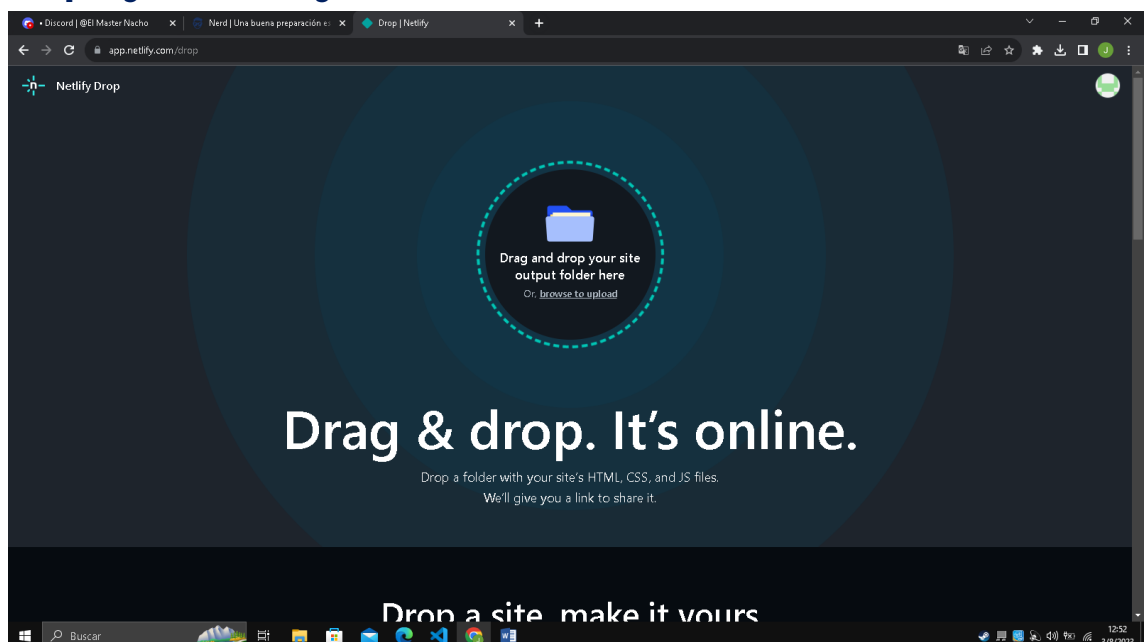 • Discord | @El Master Nacho
Nerd | Una buena preparación e:
Drop | Netlify
app.netlify.com/drop
J
n
Netlify Drop
Drag and drop your site
output folder here
Or, browse to upload
Drag & drop. It's online.
Drop a folder with your site's HTML, CSS, and JS files.
We'll give you a link to share it.
Drop a site, make it yours
Buscar
12:52